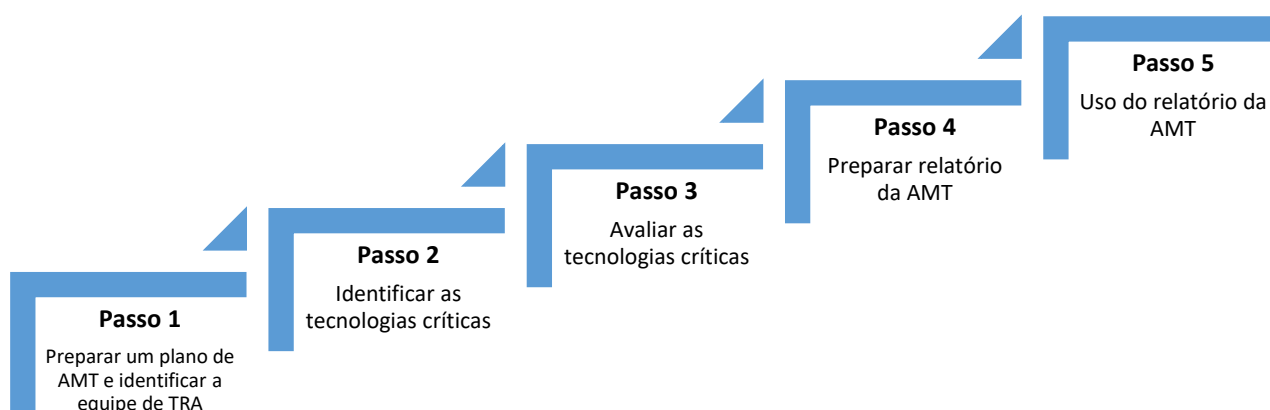 Passo 1
Preparar um plano de
AMT e identificar a
equipe de TRA
Passo 2
Identificar as
tecnologias críticas
Passo 3
Avaliar as
tecnologias críticas
Passo 4
Preparar relatório
da AMT
Passo 5
Uso do relatório da
AMT